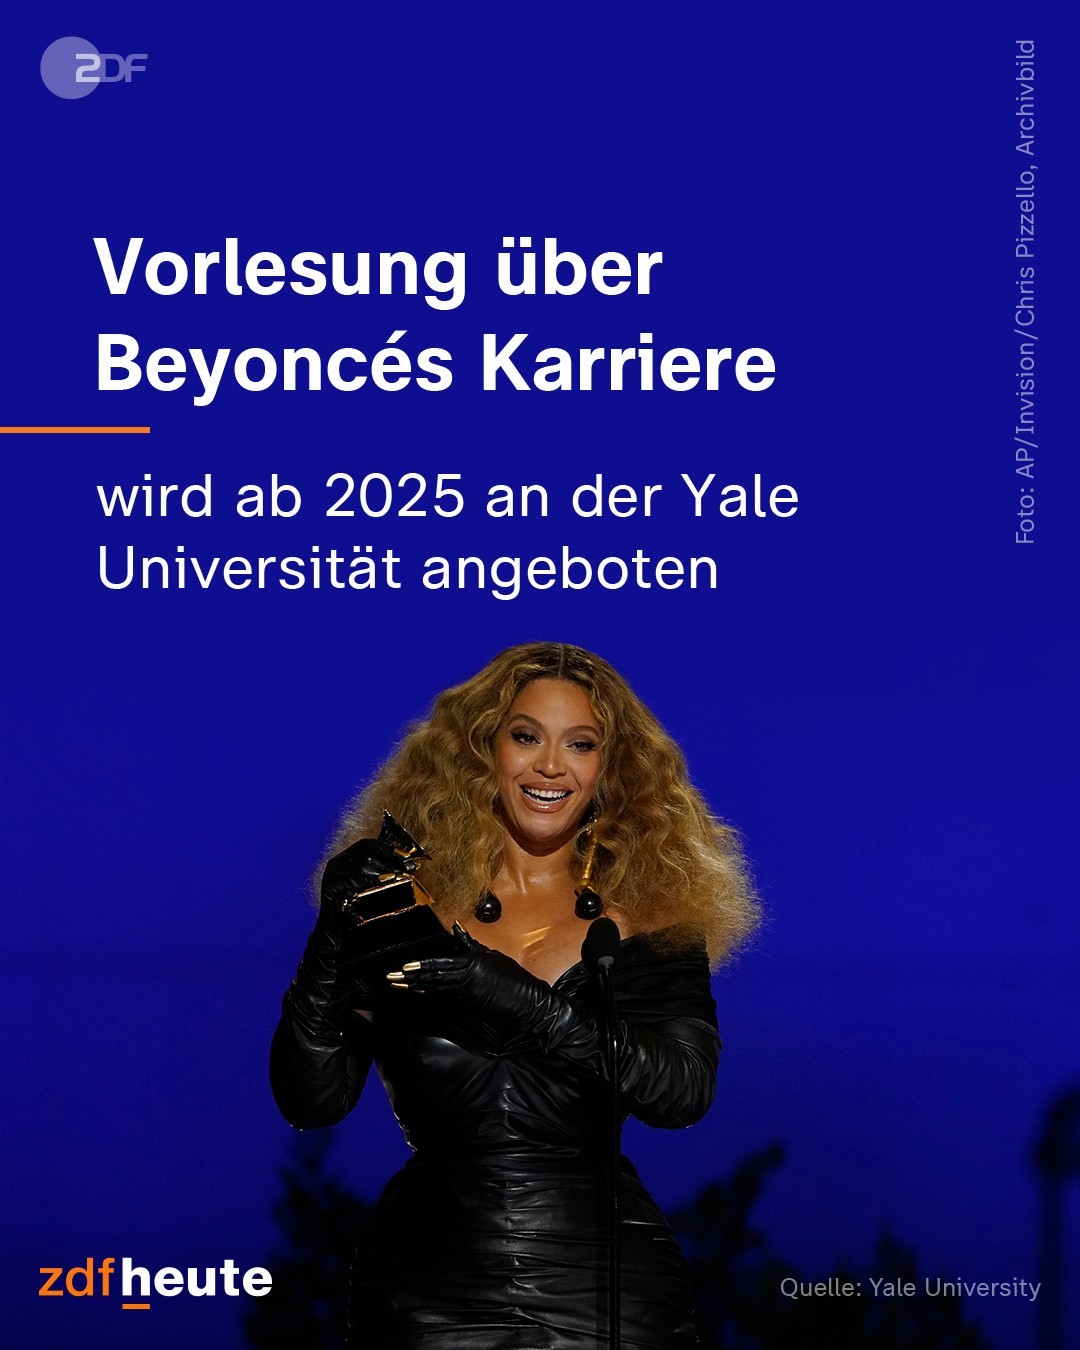 ZDF
Foto: AP/Invision/Chris Pizzello, Archivbild
Vorlesung über
Beyoncés Karriere
wird ab 2025 an der Yale
Universität angeboten
zdfheute
Quelle: Yale University